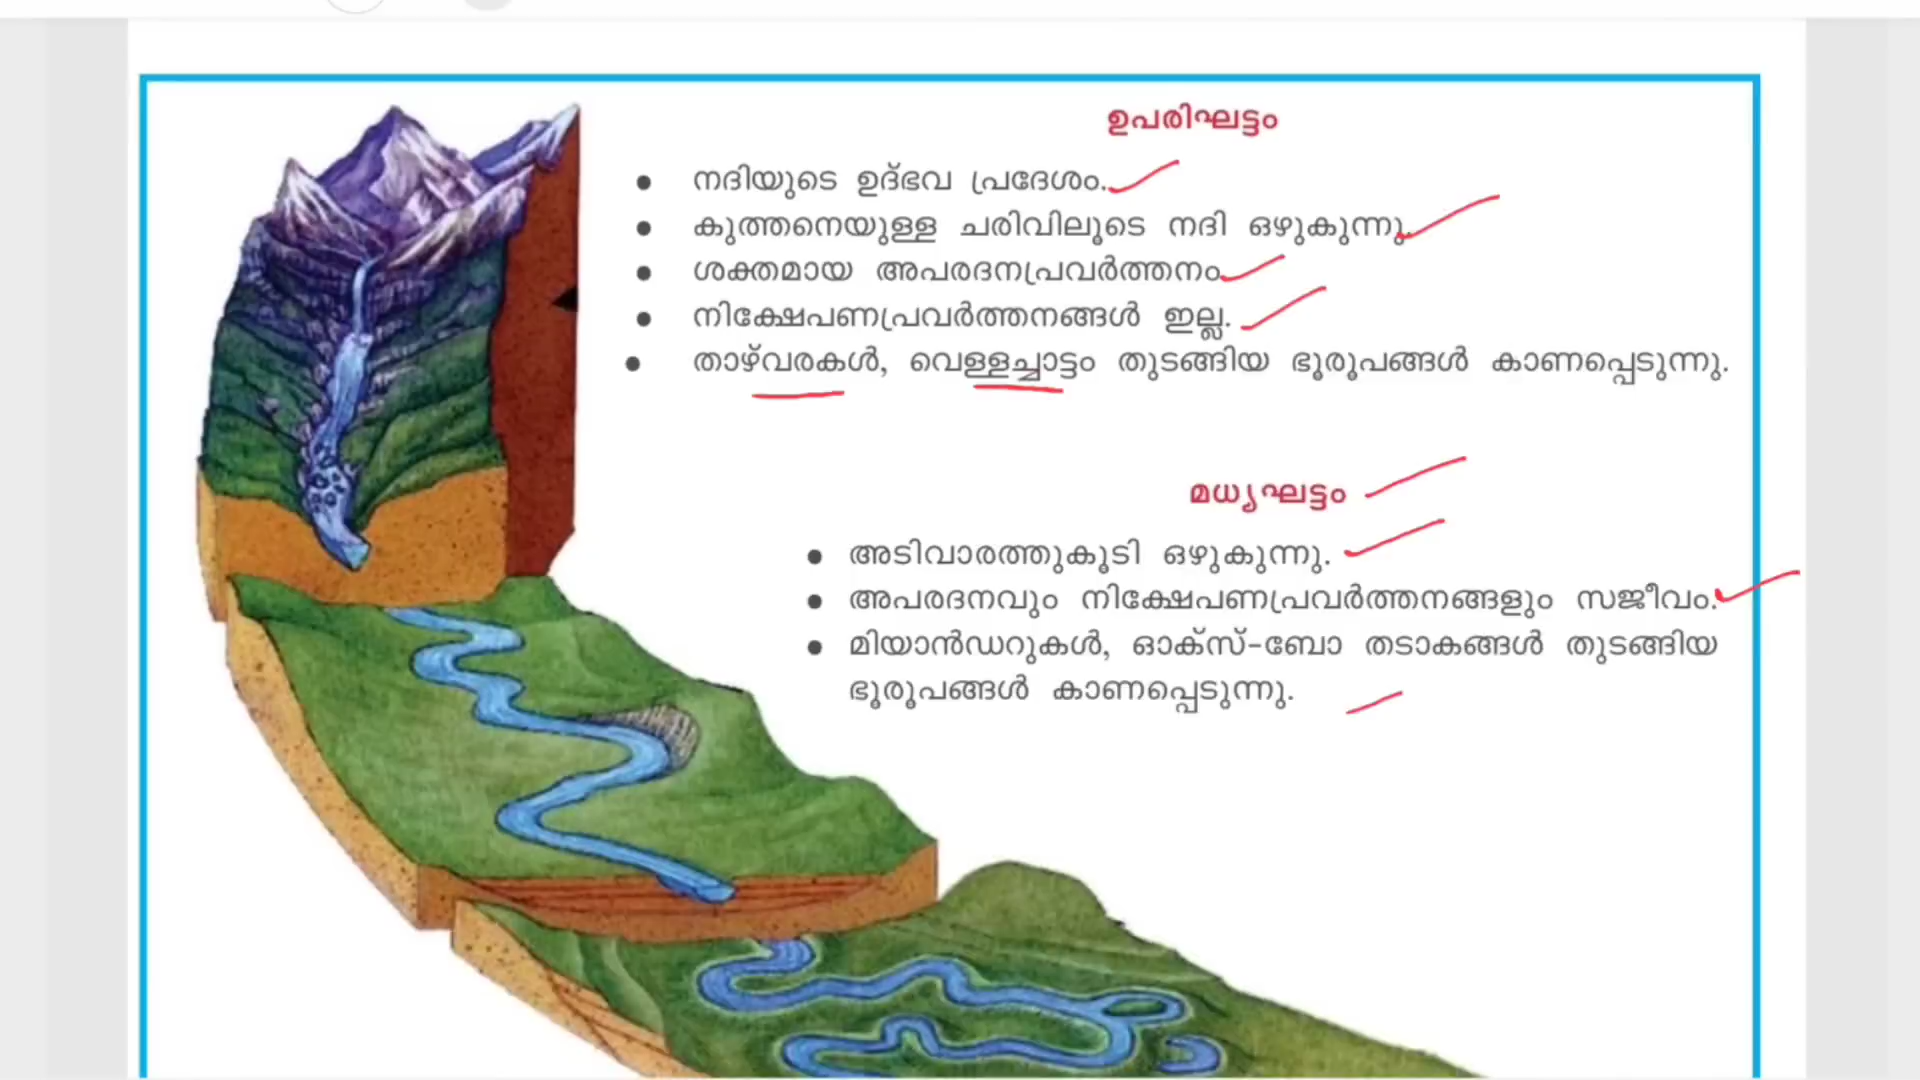 ഉപരിഘട്ടം
● നദിയുടെ ഉദ്ഭവ പ്രദേശം.
● കുത്തനെയുള്ള ചരിവിലൂടെ നദി ഒഴുകുന്നു.
● ശക്തമായ അപരദനപ്രവർത്തനം
● നിക്ഷേപണപ്രവർത്തനങ്ങൾ ഇല്ല.
● താഴ്‌വരകൾ, വെള്ളച്ചാട്ടം തുടങ്ങിയ ഭൂരൂപങ്ങൾ കാണപ്പെടുന്നു.
മധ്യഘട്ടം
● അടിവാരത്തുകൂടി ഒഴുകുന്നു.
● അപരദനവും നിക്ഷേപണപ്രവർത്തനങ്ങളും സജീവം.
● മിയാൻഡറുകൾ, ഓക്സ്-ബോ തടാകങ്ങൾ തുടങ്ങിയ
ഭൂരൂപങ്ങൾ കാണപ്പെടുന്നു.